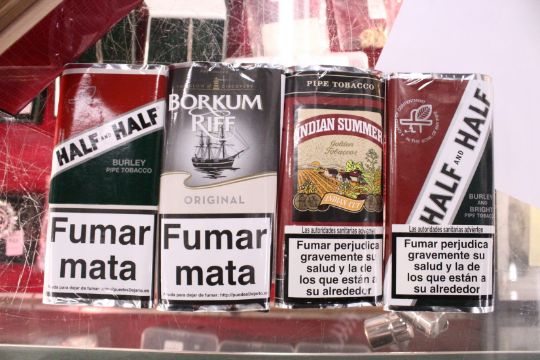 HALF AND HALF
BURLEY
PIPE TOBACCO
Fumar
mata
BORKUM
RIFF
ORIGINAL
Fumar
mata
PIPE TOBACCO
INDIAN SUMMER
Golden
Tobaccos
INDIAN CUT
Las autoridades sanitarias advierten
Fumar perjudica
gravemente su
salud y la de
los que están a
su alrededor
HALF AND HALF
BURLEY
AND
BRIGHT
PIPE TOBACCO
Las autoridades sanitarias advierten
Fumar perjudica
gravemente su
salud y la de
los que están a
su alrededor